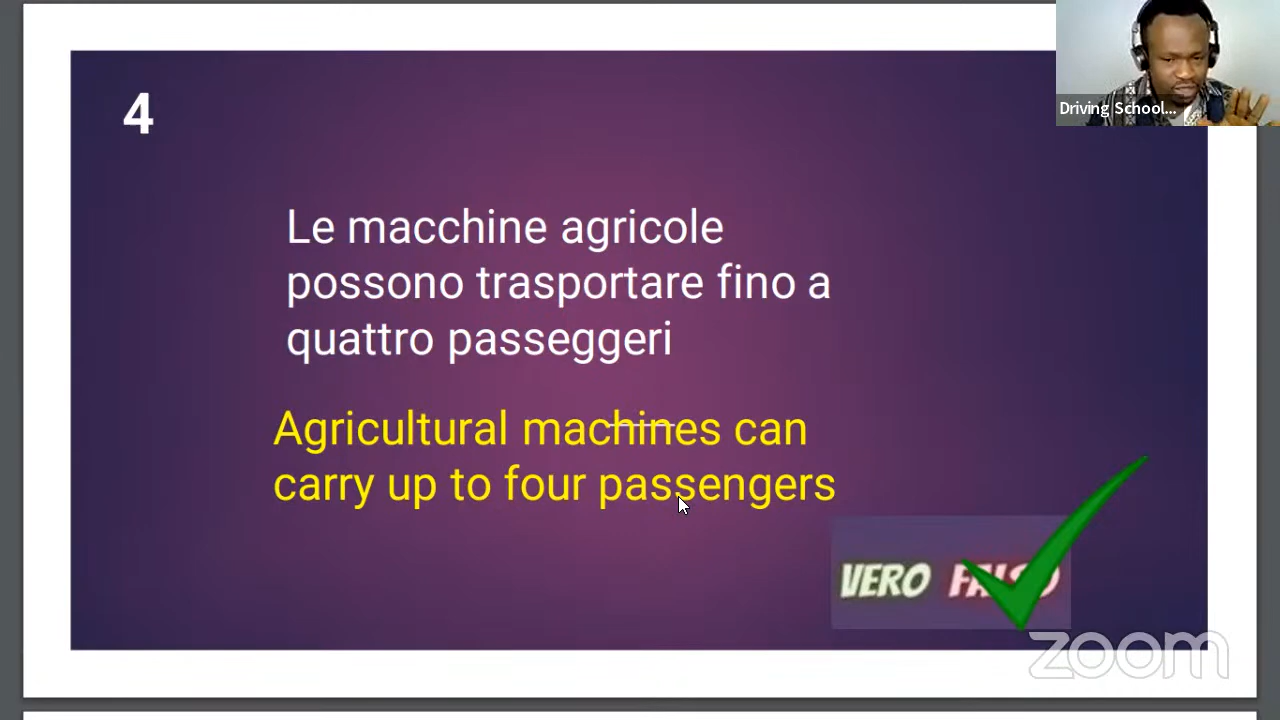 Driving School...
4
Le macchine agricole
possono trasportare fino a
quattro passeggeri
Agricultural machines can
carry up to four passengers
VERO FALSO
zoom